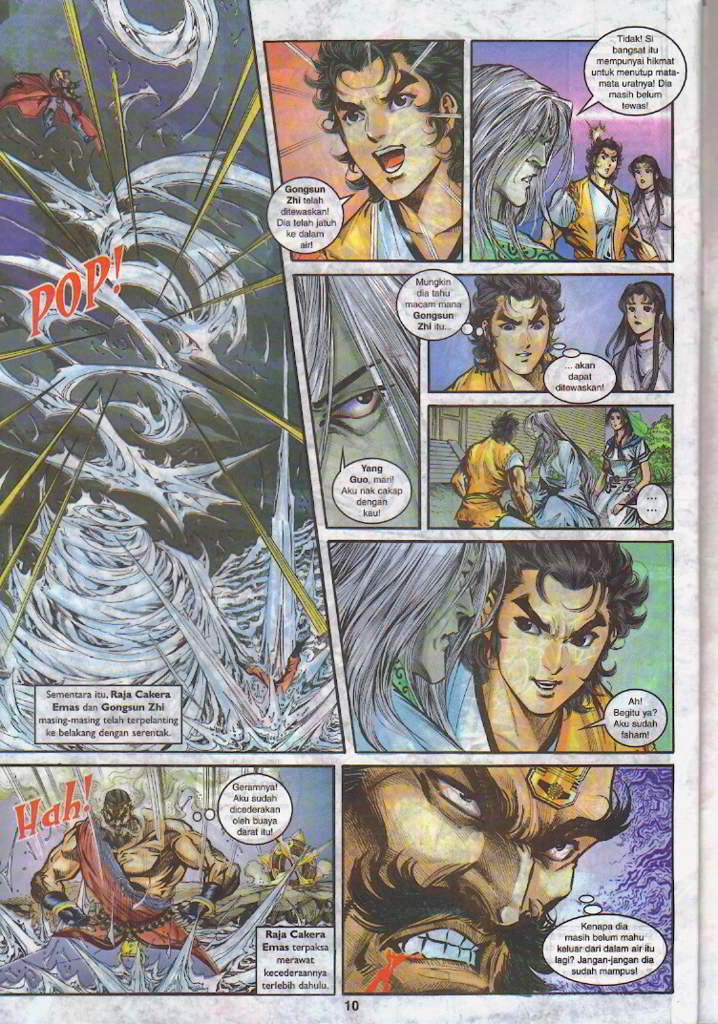 POP!
Sementara itu, Raja Cakera
Emas dan Gongsun Zhi
masing-masing telah terpelanting
ke belakang dengan serentak.
Gongsun
Zhi telah
ditewaskan!
Dia telah jatuh
ke dalam
air!
Tidak! Si
bangsat itu
mempunyai hikmat
untuk menutup mata-
mata uratnya! Dia
masih belum
tewas!
Mungkin
dia tahu
macam mana
Gongsun
Zhi itu...
... akan
dapat
ditewaskan!
Yang
Guo, mari!
Aku nak cakap
dengan
kau!
...
...
Ah!
Begitu ya?
Aku sudah
faham!
Hah!
Geramnya!
Aku sudah
dicederakan
oleh buaya
darat itu!
Raja Cakera
Emas terpaksa
merawat
kecederaannya
terlebih dahulu.
Kenapa dia
masih belum mahu
keluar dari dalam air itu
lagi? Jangan-jangan dia
sudah mampus!
10